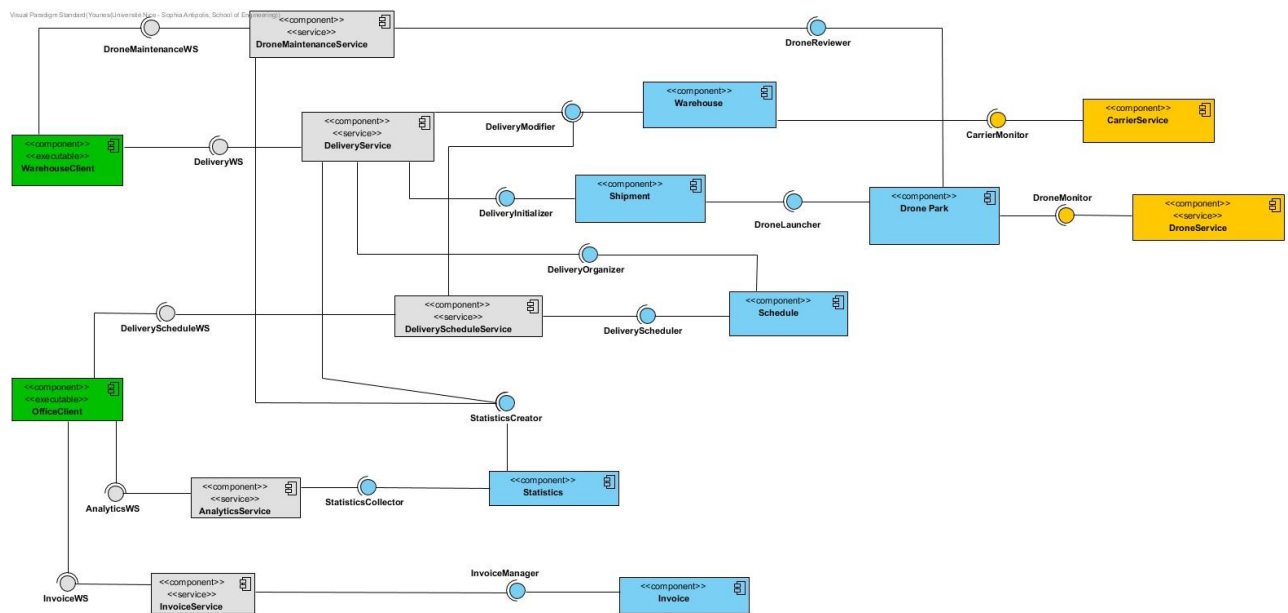 Visual Paradigm Standard(Younes(Université Nice - Sophia Antipolis, School of Engineering))
<<component>>
<<service>>
DroneMaintenanceService
DroneMaintenanceWS
DroneReviewer
<<component>>
Warehouse
<<component>>
<<service>>
CarrierService
CarrierMonitor
<<component>>
<<service>>
DeliveryService
DeliveryModifier
<<component>>
<<executable>>
WarehouseClient
DeliveryWS
<<component>>
Shipment
DeliveryInitializer
<<component>>
Drone Park
DroneLauncher
DroneMonitor
<<component>>
<<service>>
DroneService
DeliveryOrganizer
<<component>>
<<service>>
DeliveryScheduleService
DeliveryScheduleWS
DeliveryScheduler
<<component>>
Schedule
<<component>>
<<executable>>
OfficeClient
StatisticsCreator
<<component>>
<<service>>
AnalyticsService
AnalyticsWS
StatisticsCollector
<<component>>
Statistics
InvoiceManager
<<component>>
<<service>>
InvoiceService
InvoiceWS
<<component>>
Invoice